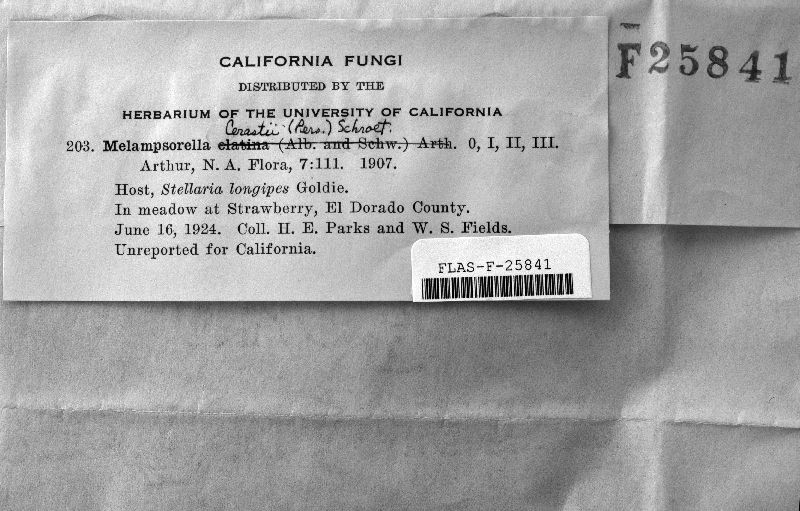 CALIFORNIA FUNGI
DISTRIBUTED BY THE
HERBARIUM OF THE UNIVERSITY OF CALIFORNIA
Cerastii (Pers.) Schroet.
203. Melampsorella elatina (Alb. and Schw.) Arth. 0, I, II, III.
Arthur, N. A. Flora, 7:111. 1907.
Host, Stellaria longipes Goldie.
In meadow at Strawberry, El Dorado County.
June 16, 1924. Coll. H. E. Parks and W. S. Fields.
Unreported for California.
FLAS-F-25841
F25841